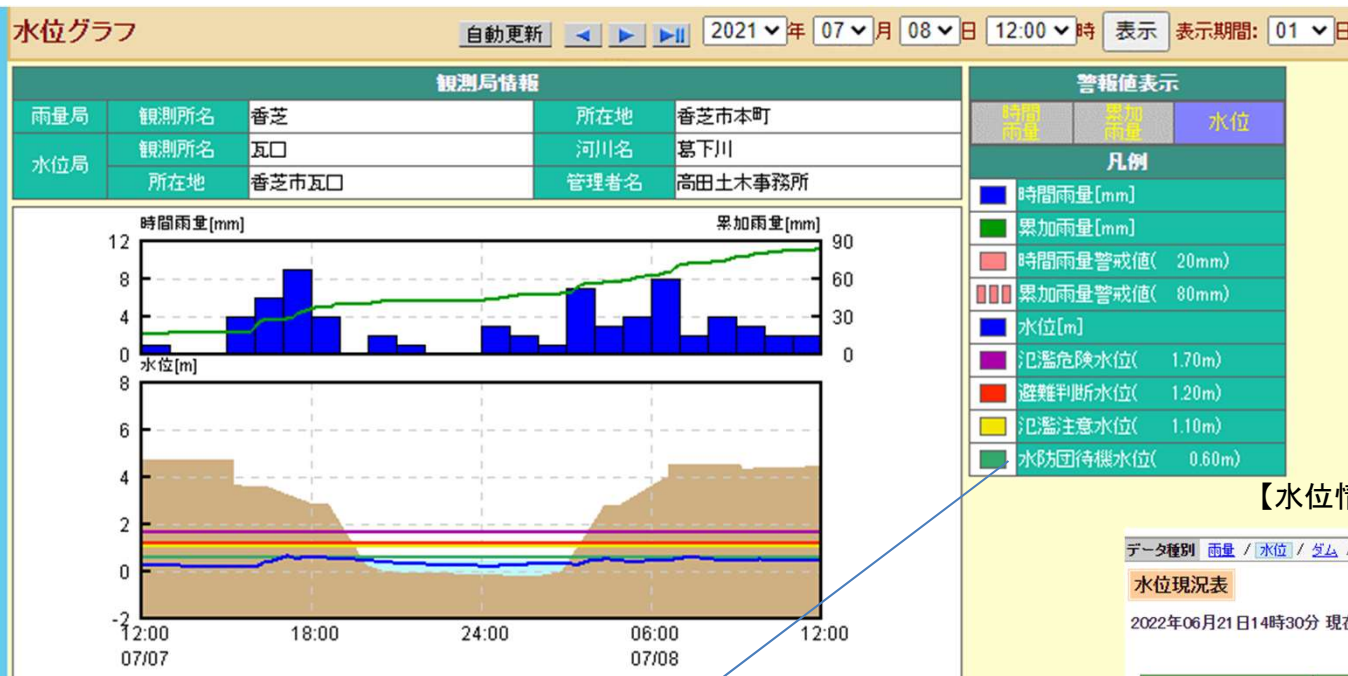 水位グラフ 自動更新 2021 年 07 月 08 日 12:00 時 表示 表示期間: 01 日
観測局情報
雨量局 観測所名 香芝 所在地 香芝市本町
水位局 観測所名 瓦口 河川名 葛下川
所在地 香芝市瓦口 管理者名 高田土木事務所
警報値表示
時間雨量 累加雨量 水位
凡例
時間雨量[mm]
累加雨量[mm]
時間雨量警戒値( 20mm)
累加雨量警戒値( 80mm)
水位[m]
氾濫危険水位( 1.70m)
避難判断水位( 1.20m)
氾濫注意水位( 1.10m)
水防団待機水位( 0.60m)
時間雨量[mm] 累加雨量[mm]
12 90
8 60
4 30
0 0
水位[m]
8
6
4
2
0
-2
12:00 18:00 24:00 06:00 12:00
07/07 07/08
【水位情
データ種別 雨量 / 水位 / ダム /
水位現況表
2022年06月21日14時30分 現在